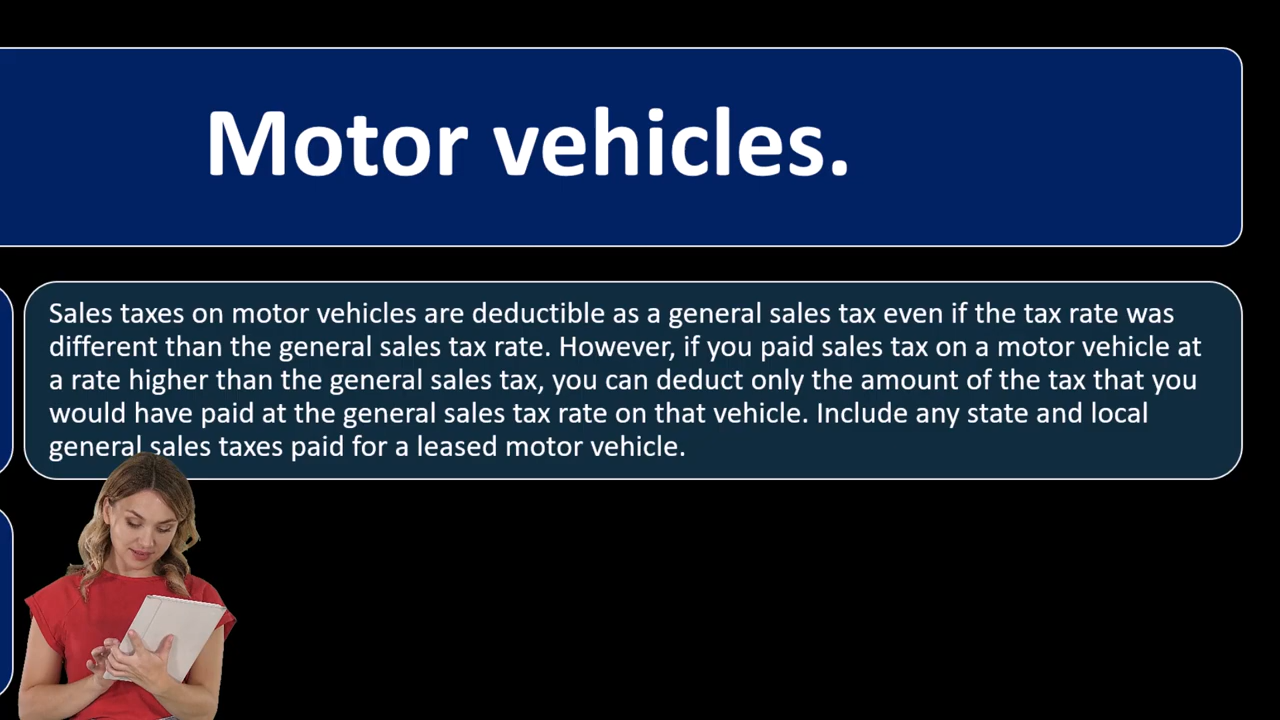 Motor vehicles.
Sales taxes on motor vehicles are deductible as a general sales tax even if the tax rate was
different than the general sales tax rate. However, if you paid sales tax on a motor vehicle at
a rate higher than the general sales tax, you can deduct only the amount of the tax that you
would have paid at the general sales tax rate on that vehicle. Include any state and local
general sales taxes paid for a leased motor vehicle.